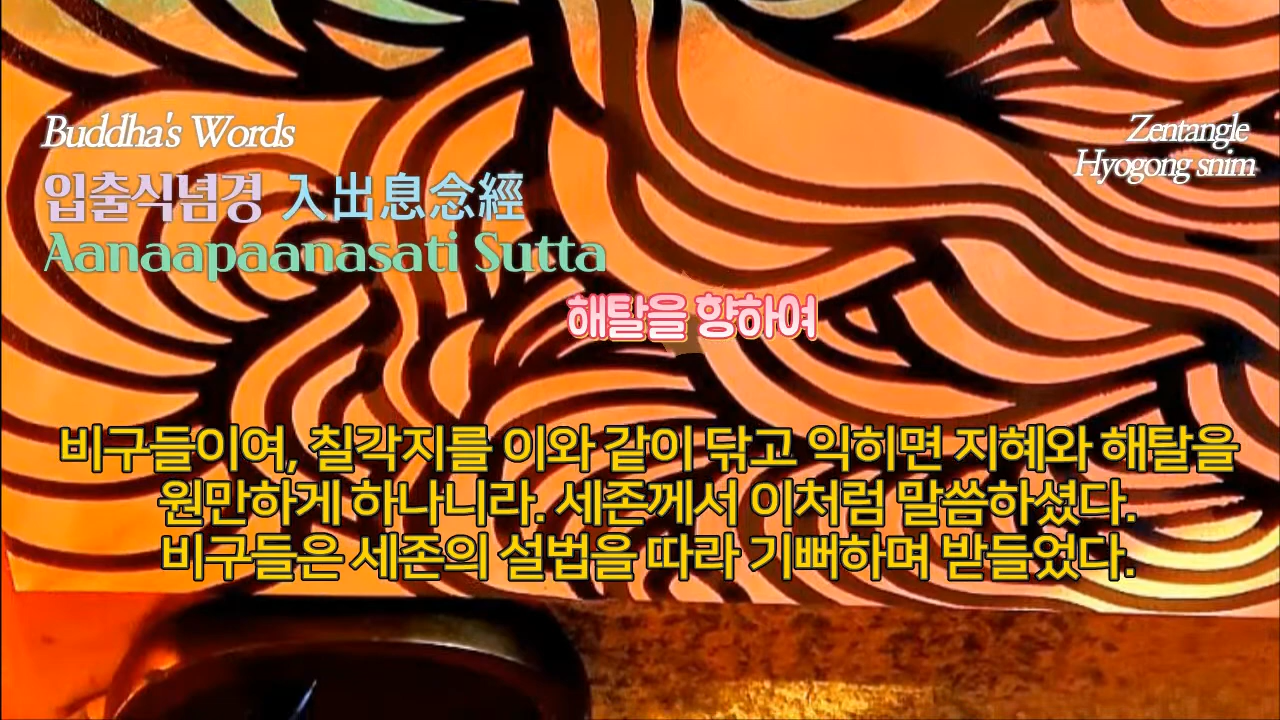 Buddha's Words
Zentangle
Hyogong snim
입출식념경 入出息念經
Aanaapaanasati Sutta
해탈을 향하여
비구들이여, 칠각지를 이와 같이 닦고 익히면 지혜와 해탈을
원만하게 하나니라. 세존께서 이처럼 말씀하셨다.
비구들은 세존의 설법을 따라 기뻐하며 받들었다.